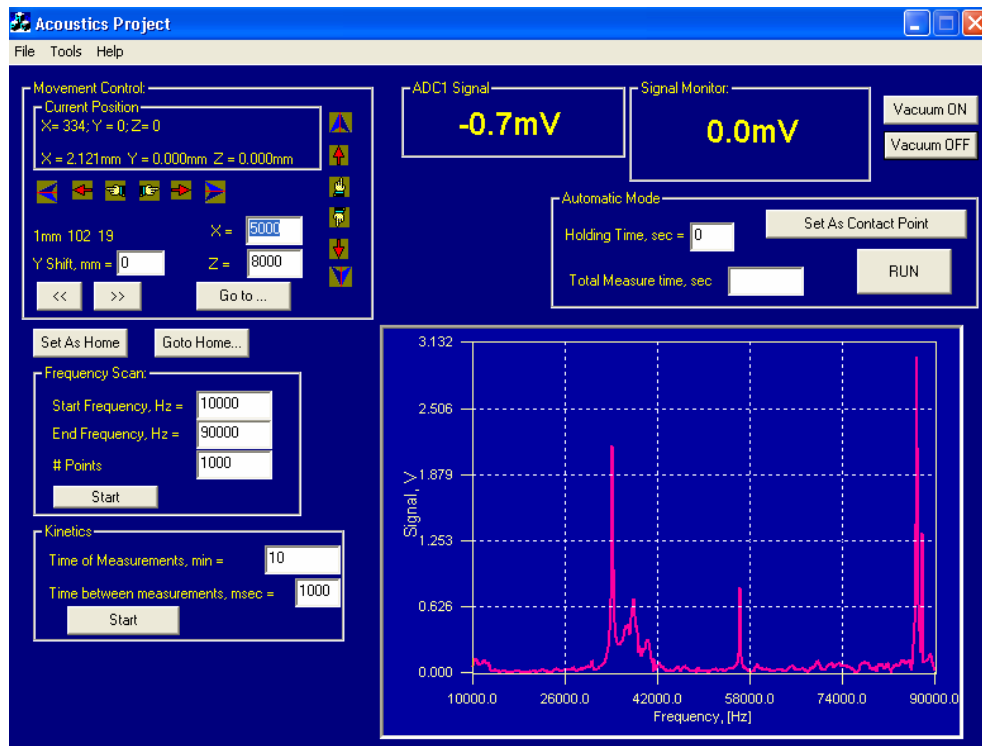 Acoustics Project
File Tools Help
Movement Control:
Current Position
X= 334; Y = 0; Z= 0
X = 2.121mm Y = 0.000mm Z = 0.000mm
1mm 102 19
X = 5000
Y Shift, mm = 0
Z = 8000
<< >> Go to ...
Set As Home Goto Home...
Frequency Scan:
Start Frequency, Hz = 10000
End Frequency, Hz = 90000
# Points 1000
Start
Kinetics
Time of Measurements, min = 10
Time between measurements, msec = 1000
Start
ADC1 Signal
-0.7mV
Signal Monitor:
0.0mV
Vacuum ON
Vacuum OFF
Automatic Mode
Holding Time, sec = 0
Set As Contact Point
Total Measure time, sec
RUN
3.132
2.506
1.879
1.253
0.626
0.000
Signal, V
10000.0 26000.0 42000.0 58000.0 74000.0 90000.0
Frequency, [Hz]